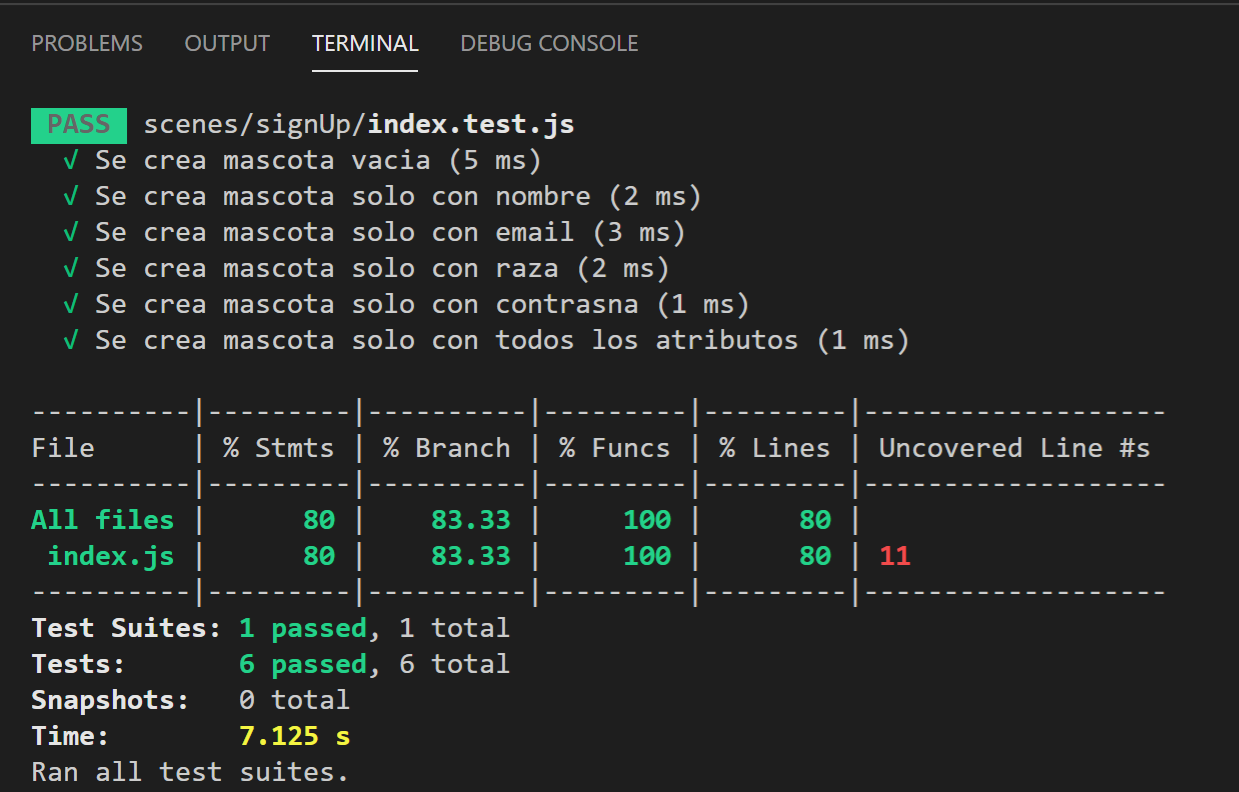 PROBLEMS OUTPUT TERMINAL DEBUG CONSOLE
PASS scenes/signUp/index.test.js
√ Se crea mascota vacia (5 ms)
√ Se crea mascota solo con nombre (2 ms)
√ Se crea mascota solo con email (3 ms)
√ Se crea mascota solo con raza (2 ms)
√ Se crea mascota solo con contrasna (1 ms)
√ Se crea mascota solo con todos los atributos (1 ms)
----------|---------|----------|---------|---------|-------------------
File      | % Stmts | % Branch | % Funcs | % Lines | Uncovered Line #s
----------|---------|----------|---------|---------|-------------------
All files |      80 |    83.33 |     100 |      80 |
 index.js |      80 |    83.33 |     100 |      80 | 11
----------|---------|----------|---------|---------|-------------------
Test Suites: 1 passed, 1 total
Tests:       6 passed, 6 total
Snapshots:   0 total
Time:        7.125 s
Ran all test suites.